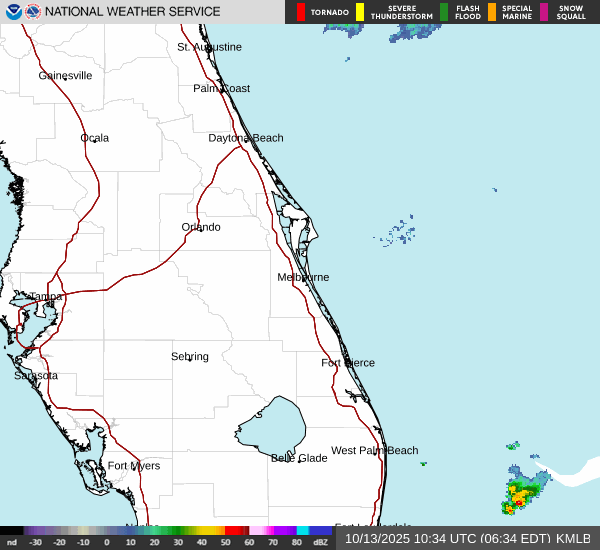 NATIONAL WEATHER SERVICE
TORNADO
SEVERE THUNDERSTORM
FLASH FLOOD
SPECIAL MARINE
SNOW SQUALL
St. Augustine
Gainesville
Palm Coast
Ocala
Daytona Beach
Orlando
Melbourne
Tampa
Sebring
Fort Pierce
Sarasota
West Palm Beach
Belle Glade
Fort Myers
nd -30 -20 -10 0 10 20 30 40 50 60 70 80 dBZ
10/13/2025 10:34 UTC (06:34 EDT) KMLB